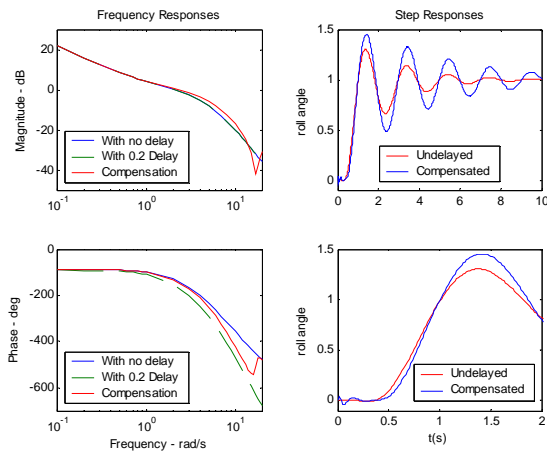 Frequency Responses
Magnitude - dB
20
0
-20
-40
With no delay
With 0.2 Delay
Compensation
10^-1
10^0
10^1
Step Responses
roll angle
1.5
1
0.5
0
Undelayed
Compensated
0
2
4
6
8
10
Phase - deg
0
-200
-400
-600
With no delay
With 0.2 Delay
Compensation
10^-1
10^0
10^1
Frequency - rad/s
roll angle
1.5
1
0.5
0
Undelayed
Compensated
0
0.5
1
1.5
2
t(s)